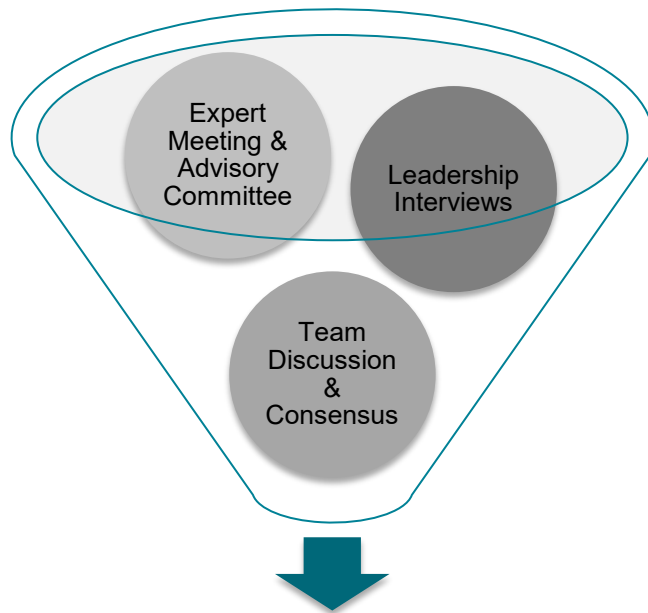 Expert
Meeting &
Advisory
Committee
Leadership
Interviews
Team
Discussion
&
Consensus